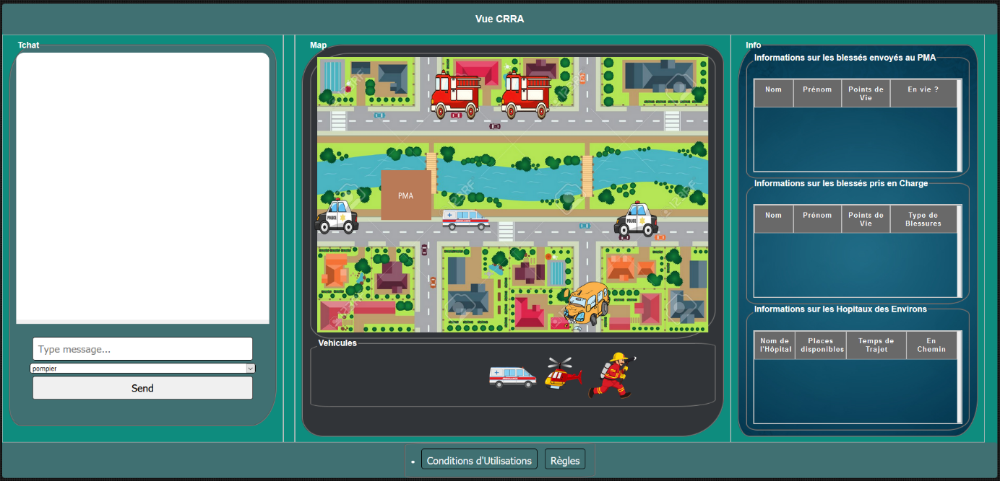 Vue CRRA
Tchat
Type message...
pompier
Send
Map
123RF
PMA
POLICE
AMBULANCE
POLICE
Vehicules
AMBULANCE
Info
Informations sur les blessés envoyés au PMA
Nom
Prénom
Points de
Vie
En vie ?
Informations sur les blessés pris en Charge
Nom
Prénom
Points de
Vie
Type de
Blessures
Informations sur les Hopitaux des Environs
Nom de
l'Hôpital
Places
disponibles
Temps de
Trajet
En
Chemin
Conditions d'Utilisations
Règles